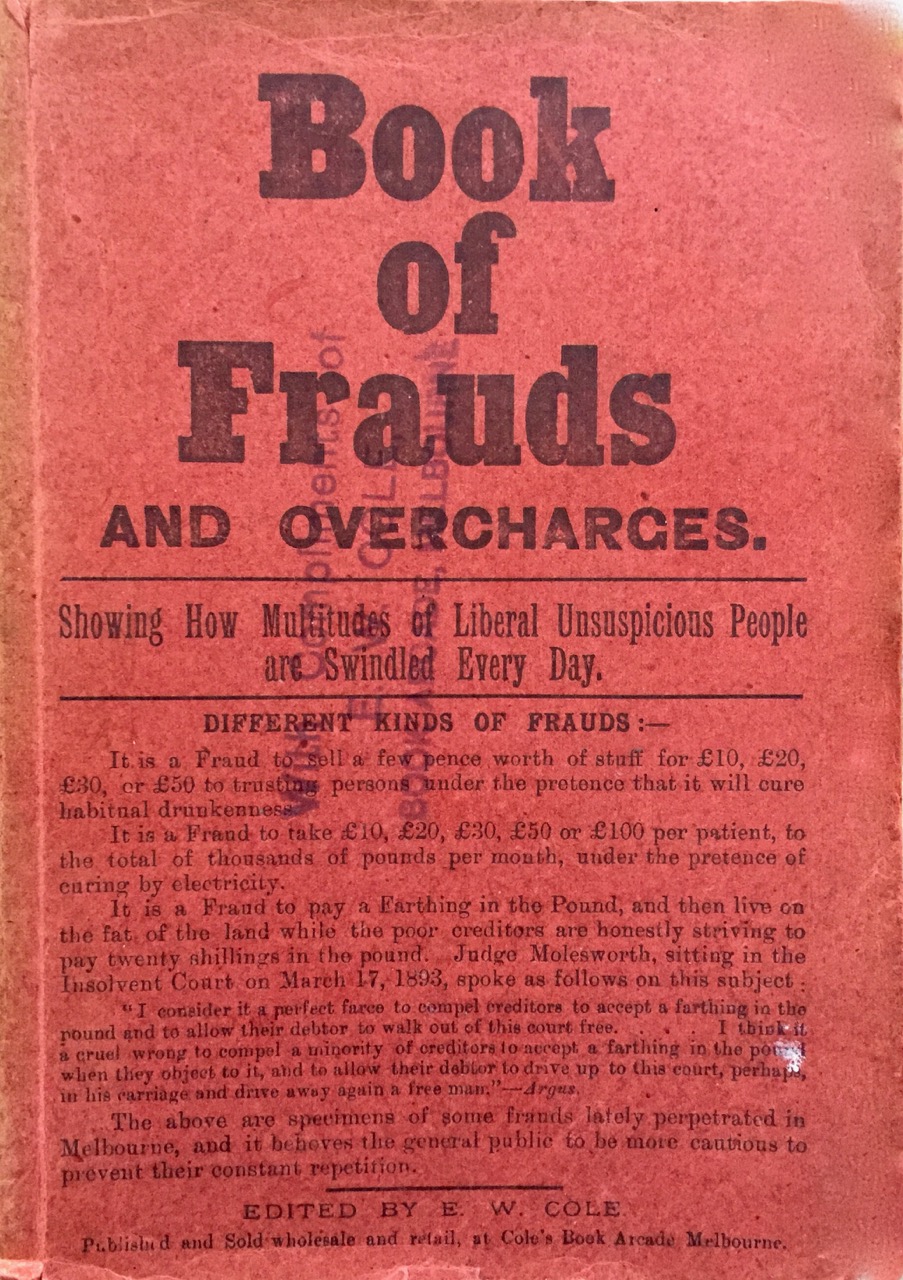 Book
of
Frauds
AND OVERCHARGES.
Showing How Multitudes of Liberal Unsuspicious People
are Swindled Every Day.
DIFFERENT KINDS OF FRAUDS:—
It is a Fraud to sell a few pence worth of stuff for £10, £20,
£30, or £50 to trusting persons under the pretence that it will cure
habitual drunkenness.
It is a Fraud to take £10, £20, £30, £50 or £100 per patient, to
the total of thousands of pounds per month, under the pretence of
curing by electricity.
It is a Fraud to pay a Farthing in the Pound, and then live on
the fat of the land while the poor creditors are honestly striving to
pay twenty shillings in the pound. Judge Molesworth, sitting in the
Insolvent Court on March 17, 1893, spoke as follows on this subject:
"I consider it a perfect farce to compel creditors to accept a farthing in the
pound and to allow their debtor to walk out of this court free. . . . I think it
a cruel wrong to compel a minority of creditors to accept a farthing in the pound
when they object to it, and to allow their debtor to drive up to this court, perhaps,
in his carriage and drive away again a free man."—Argus.
The above are specimens of some frauds lately perpetrated in
Melbourne, and it behoves the general public to be more cautious to
prevent their constant repetition.
EDITED BY E. W. COLE.
Published and Sold wholesale and retail, at Cole's Book Arcade Melbourne.
With Compliments of
E. W. COLE,
BOOK ARCADE, MELBOURNE